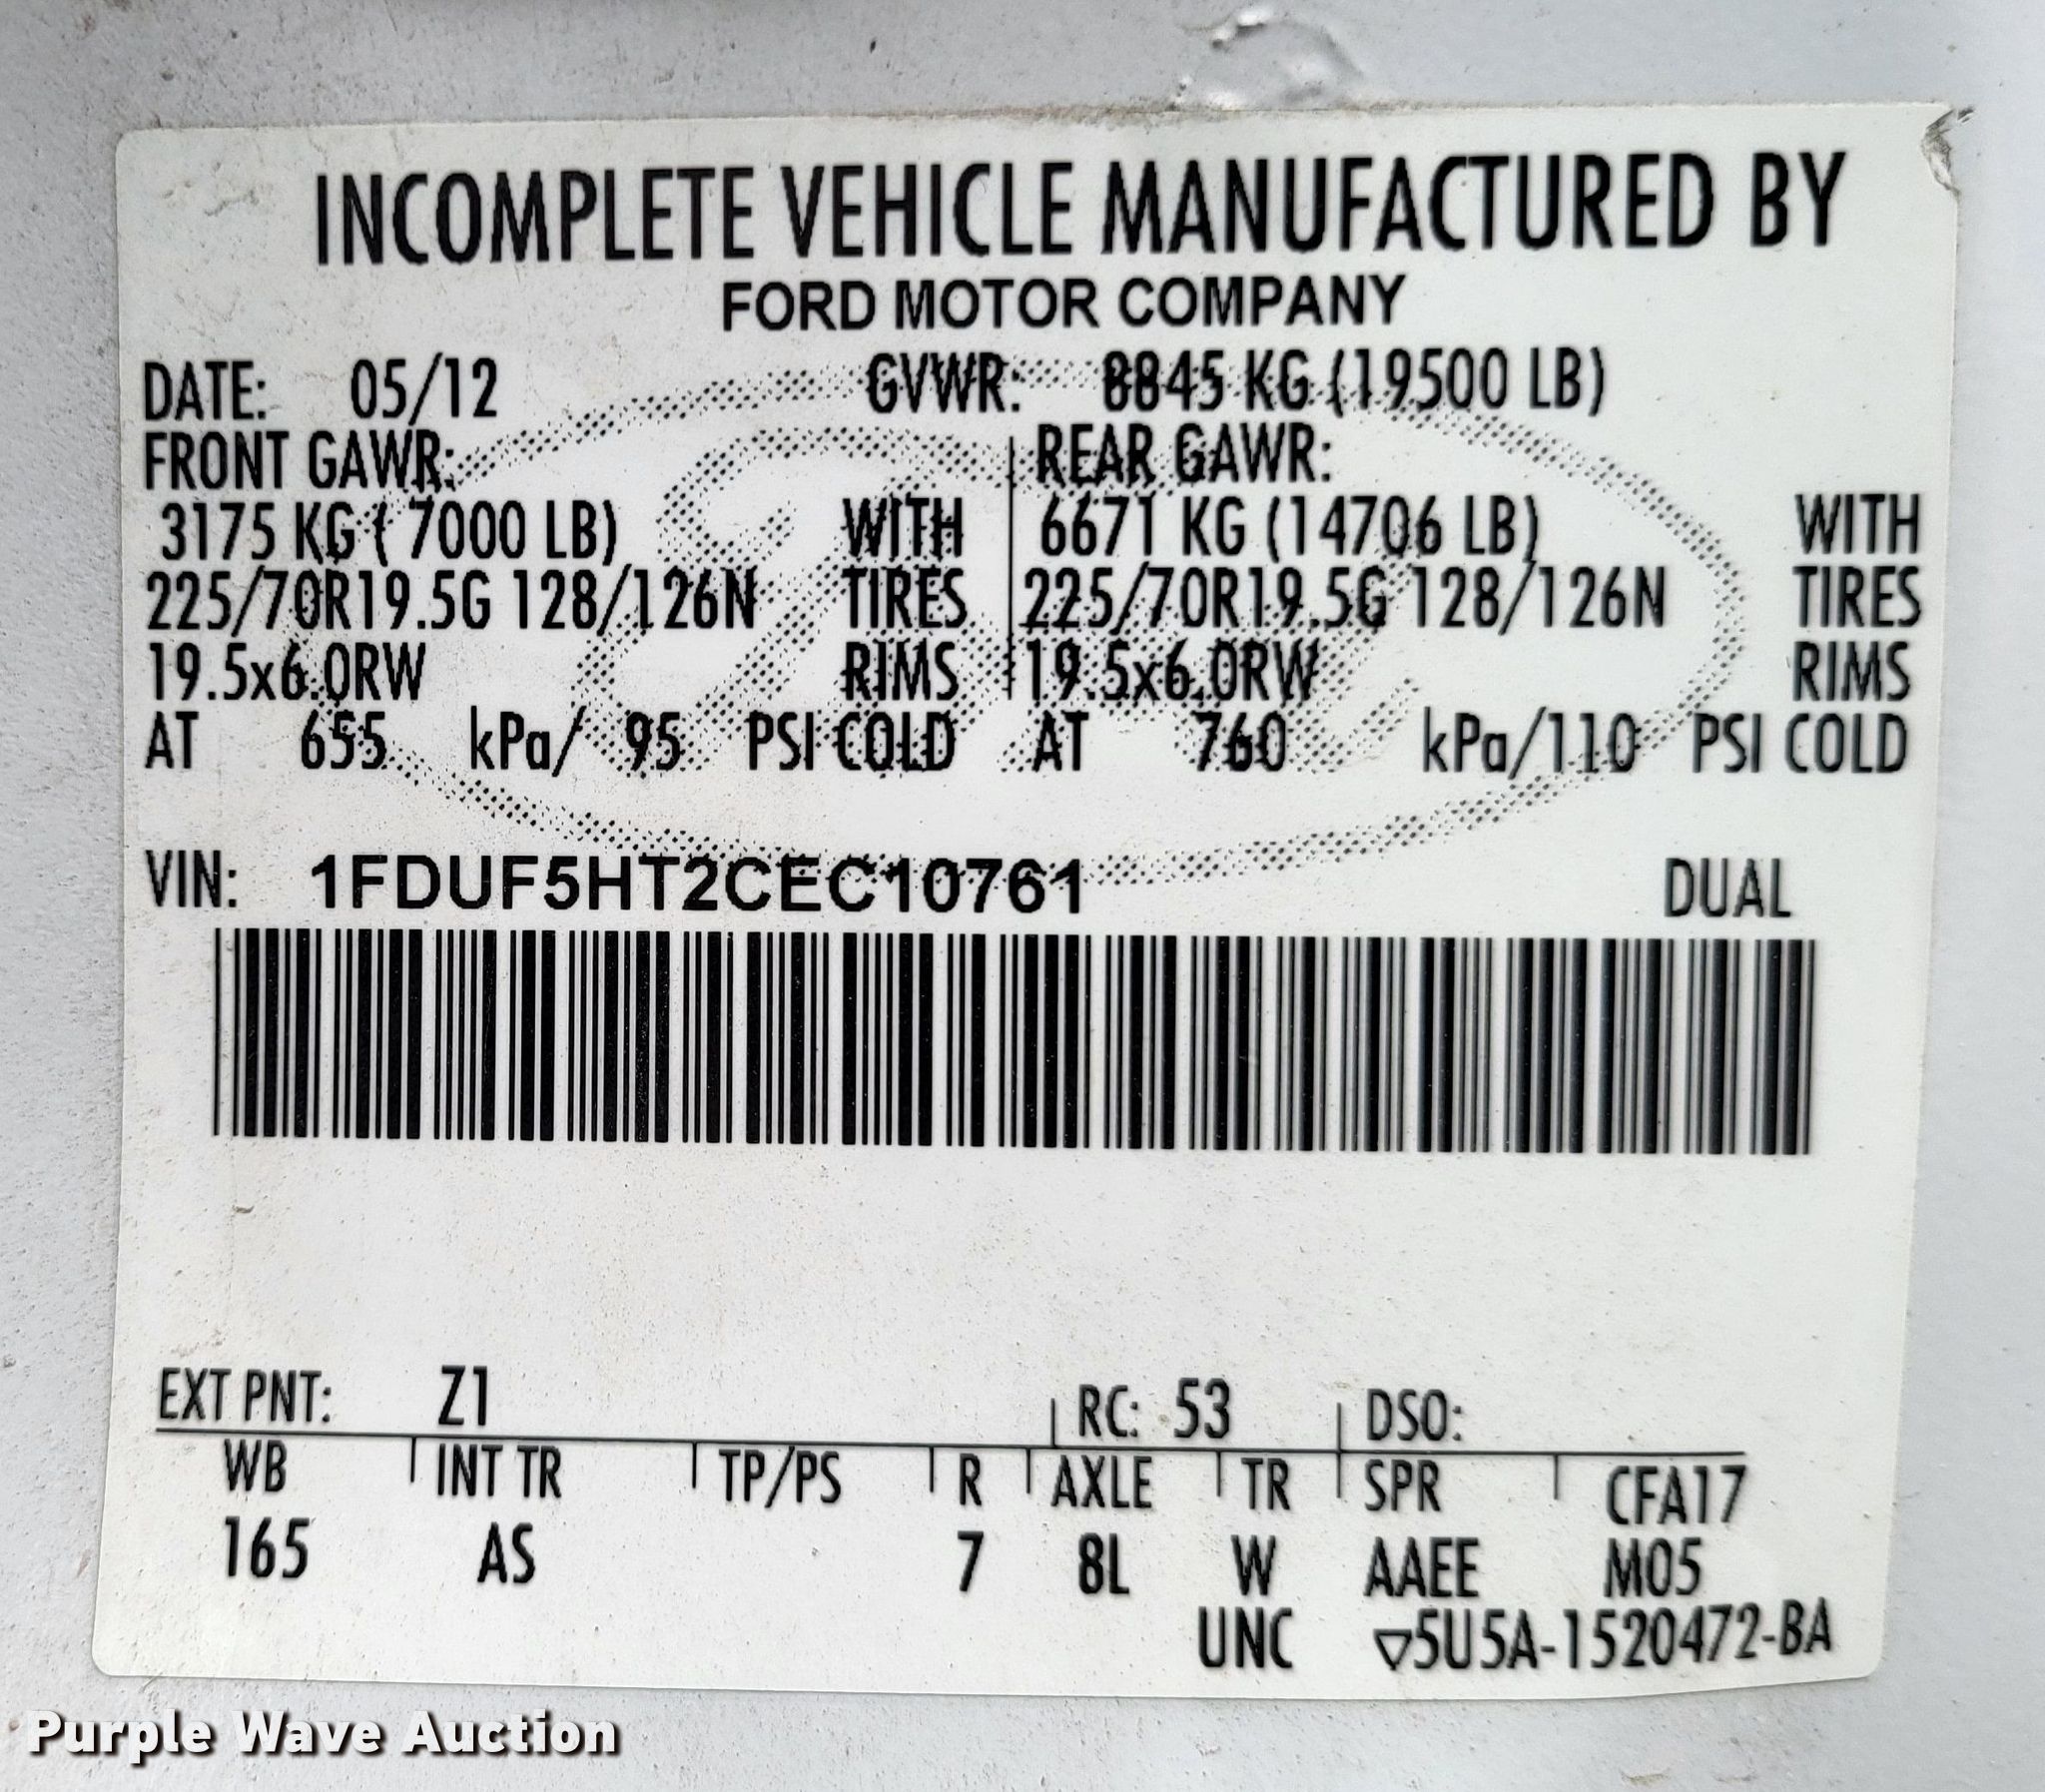 INCOMPLETE VEHICLE MANUFACTURED BY
FORD MOTOR COMPANY
DATE: 05/12 GVWR: 8845 KG (19500 LB)
FRONT GAWR: REAR GAWR:
3175 KG ( 7000 LB) WITH 6671 KG (14706 LB) WITH
225/70R19.5G 128/126N TIRES 225/70R19.5G 128/126N TIRES
19.5x6.0RW RIMS 19.5x6.0RW RIMS
AT 655 kPa/ 95 PSI COLD AT 760 kPa/110 PSI COLD
VIN: 1FDUF5HT2CEC10761 DUAL
EXT PNT: Z1 RC: 53 DSO:
WB INT TR TP/PS R AXLE TR SPR CFA17
165 AS 7 8L W AAEE M05
UNC ▽5U5A-1520472-BA
Purple Wave Auction